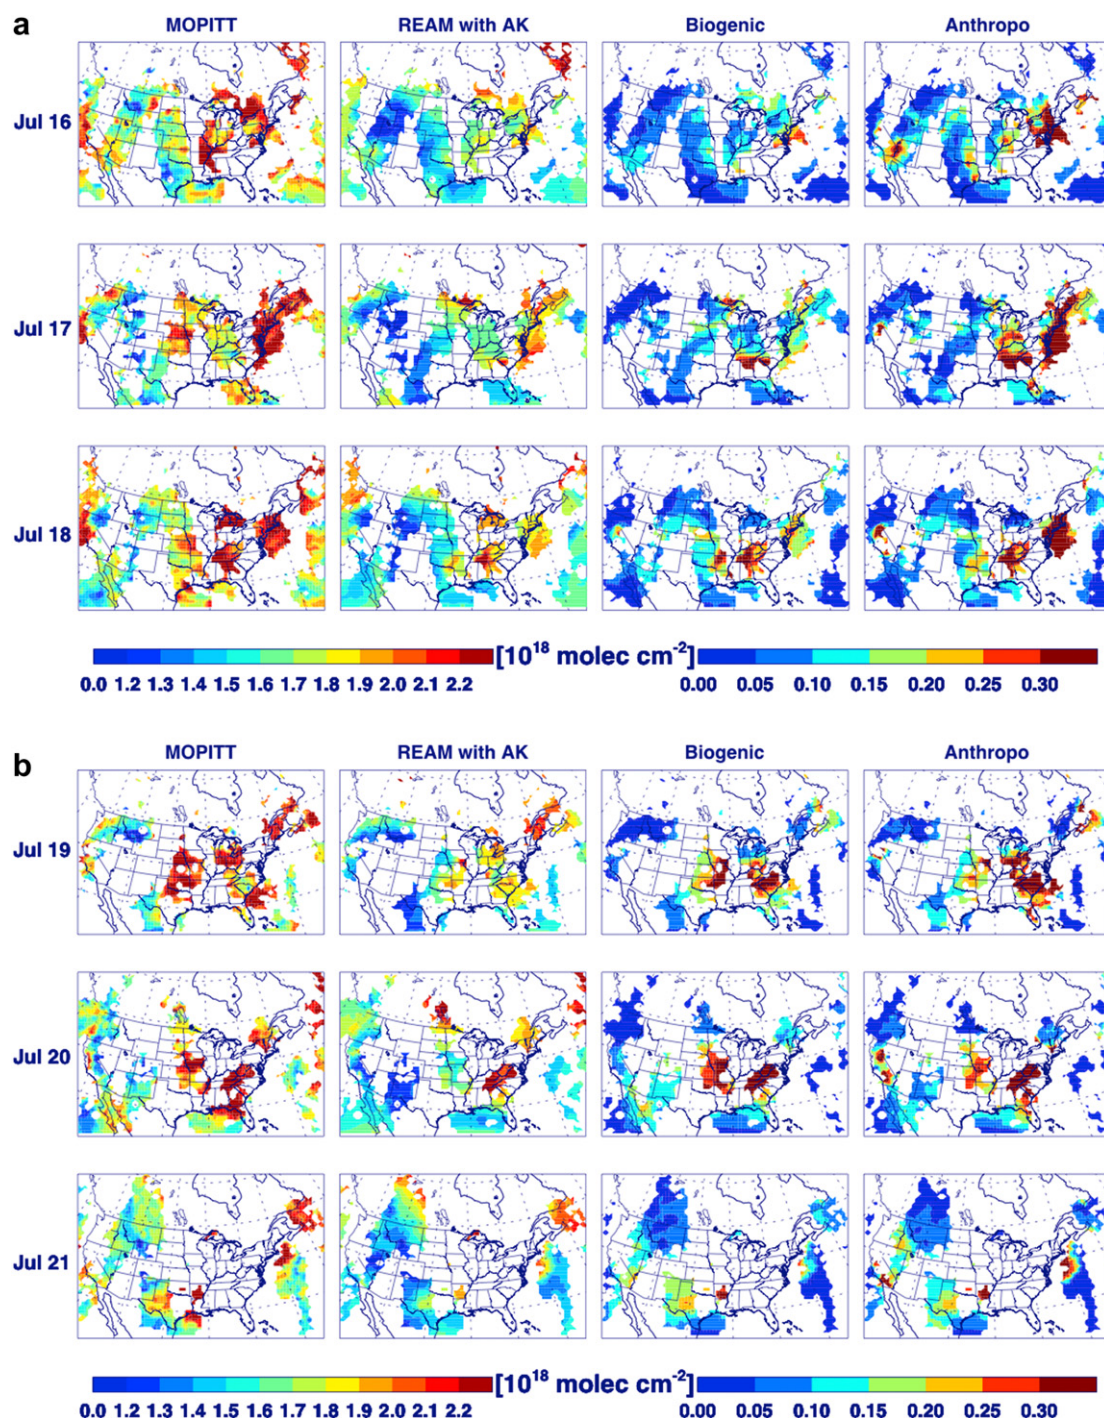 a
MOPITT REAM with AK Biogenic Anthropo
Jul 16
Jul 17
Jul 18
[10^18 molec cm^-2]
0.0 1.2 1.3 1.4 1.5 1.6 1.7 1.8 1.9 2.0 2.1 2.2 0.00 0.05 0.10 0.15 0.20 0.25 0.30
b
MOPITT REAM with AK Biogenic Anthropo
Jul 19
Jul 20
Jul 21
[10^18 molec cm^-2]
0.0 1.2 1.3 1.4 1.5 1.6 1.7 1.8 1.9 2.0 2.1 2.2 0.00 0.05 0.10 0.15 0.20 0.25 0.30